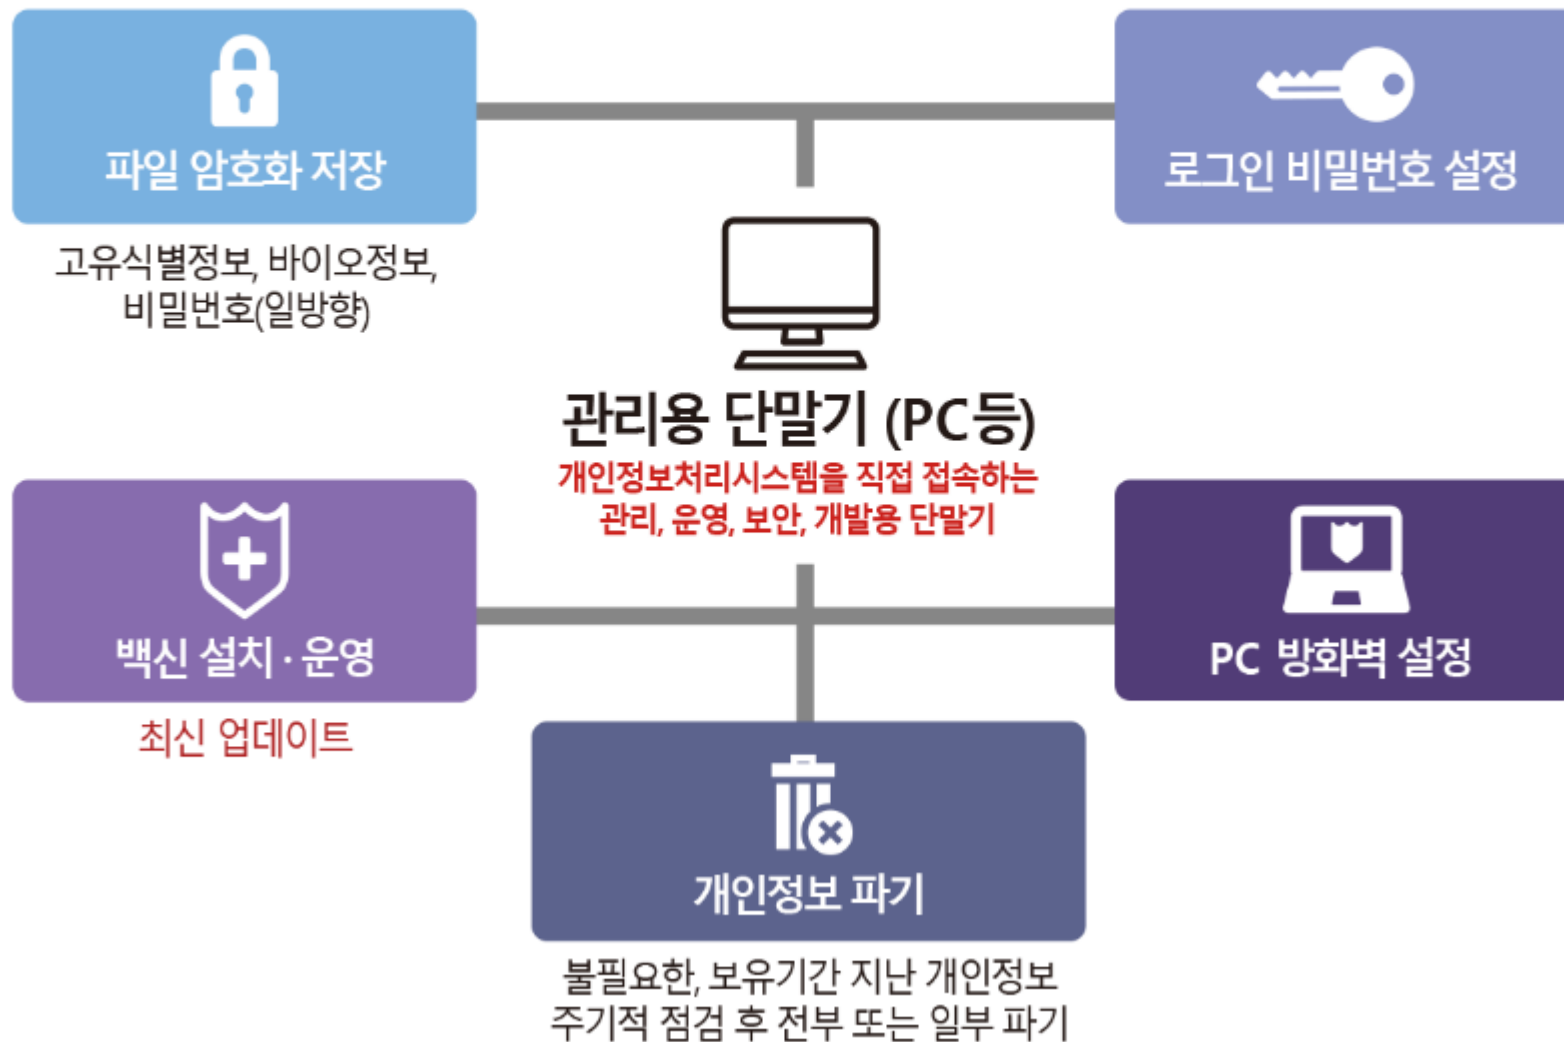 파일 암호화 저장
고유식별정보, 바이오정보,
비밀번호(일방향)
로그인 비밀번호 설정
관리용 단말기 (PC등)
개인정보처리시스템을 직접 접속하는
관리, 운영, 보안, 개발용 단말기
백신 설치·운영
최신 업데이트
PC 방화벽 설정
개인정보 파기
불필요한, 보유기간 지난 개인정보
주기적 점검 후 전부 또는 일부 파기